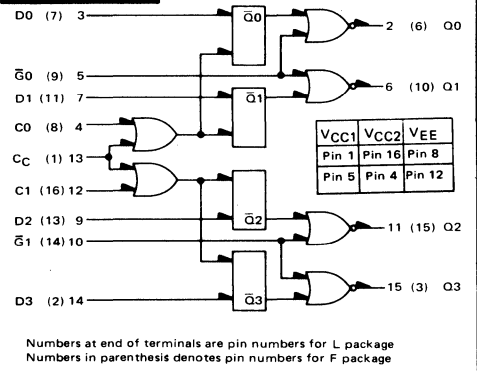 D0 (7) 3 Q̅0 2 (6) Q0
G̅0 (9) 5 6 (10) Q1
D1 (11) 7 Q̅1
C0 (8) 4
VCC1 VCC2 VEE
Pin 1 Pin 16 Pin 8
Pin 5 Pin 4 Pin 12
CC (1) 13
C1 (16) 12
D2 (13) 9 Q̅2 11 (15) Q2
G̅1 (14) 10
D3 (2) 14 Q̅3 15 (3) Q3
Numbers at end of terminals are pin numbers for L package
Numbers in parenthesis denotes pin numbers for F package